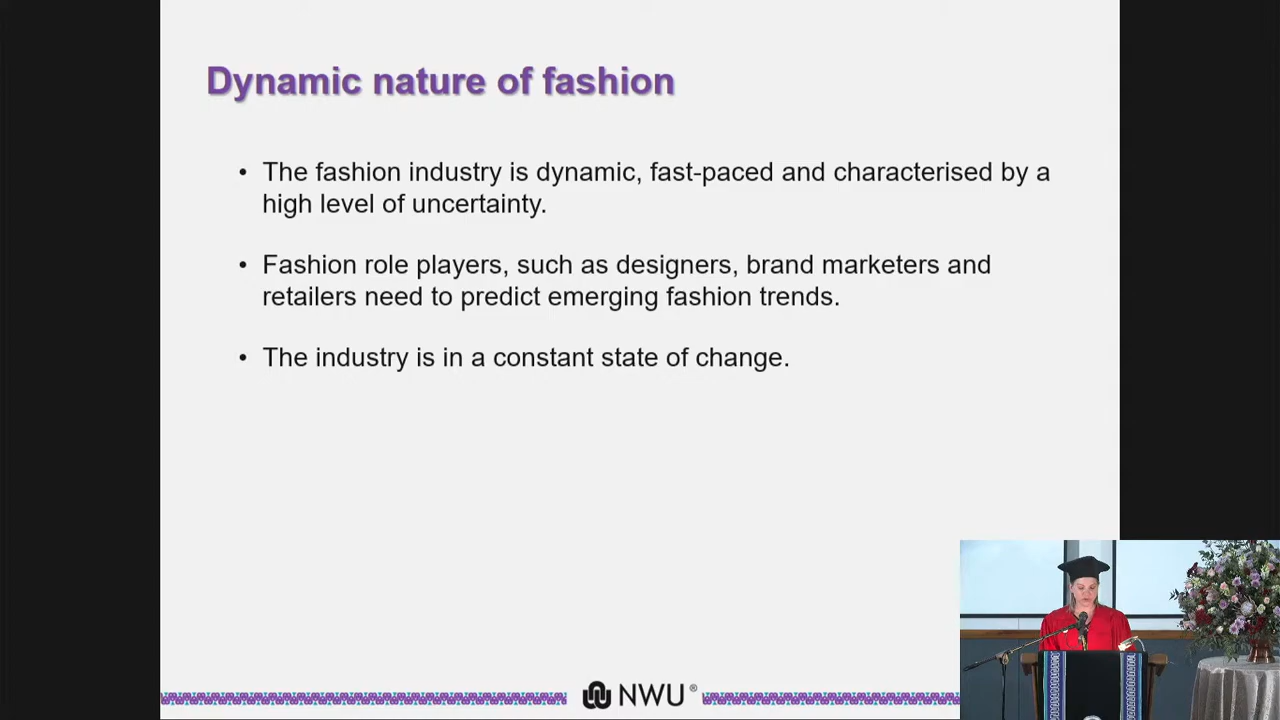 Dynamic nature of fashion
• The fashion industry is dynamic, fast-paced and characterised by a
high level of uncertainty.
• Fashion role players, such as designers, brand marketers and
retailers need to predict emerging fashion trends.
• The industry is in a constant state of change.
NWU®